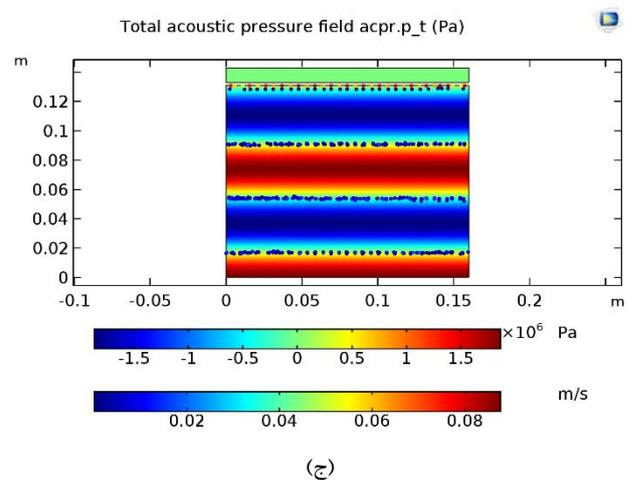 Total acoustic pressure field acpr.p_t (Pa)
m
0.12
0.1
0.08
0.06
0.04
0.02
0
-0.1 -0.05 0 0.05 0.1 0.15 0.2 m
×10⁶ Pa
-1.5 -1 -0.5 0 0.5 1 1.5
m/s
0.02 0.04 0.06 0.08
(ج)